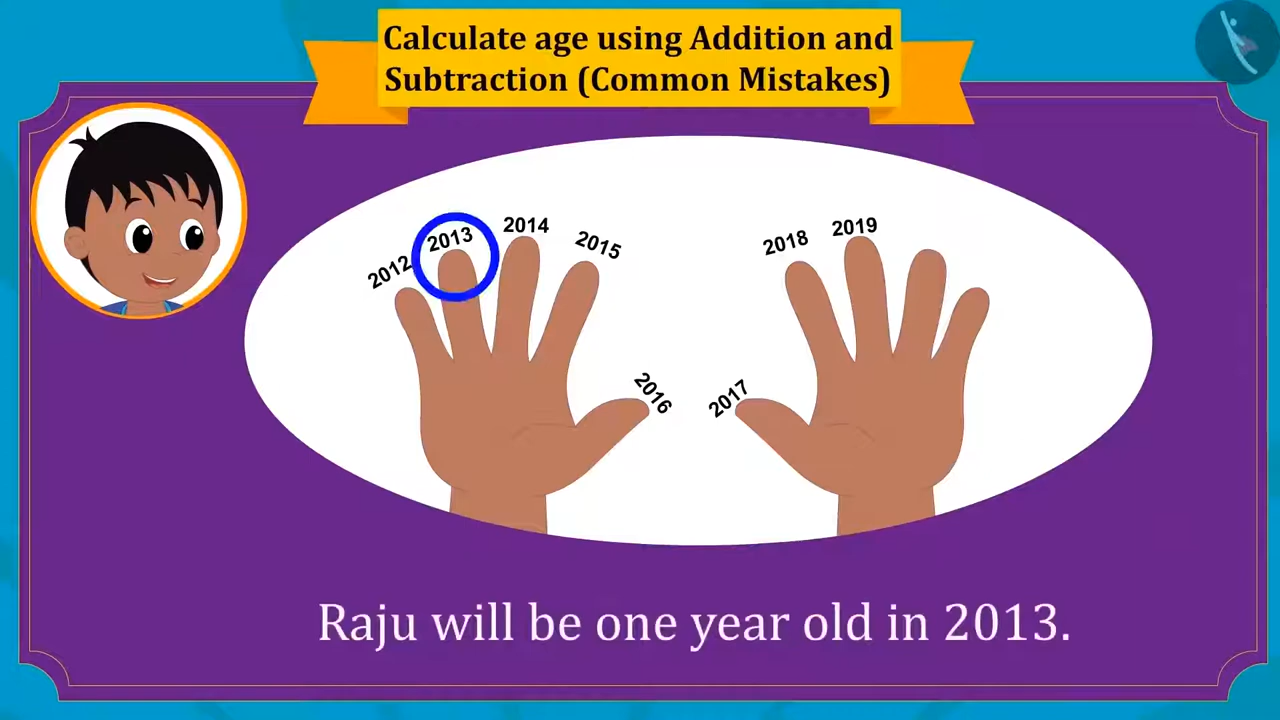 Calculate age using Addition and
Subtraction (Common Mistakes)
2012
2013
2014
2015
2016
2017
2018
2019
Raju will be one year old in 2013.